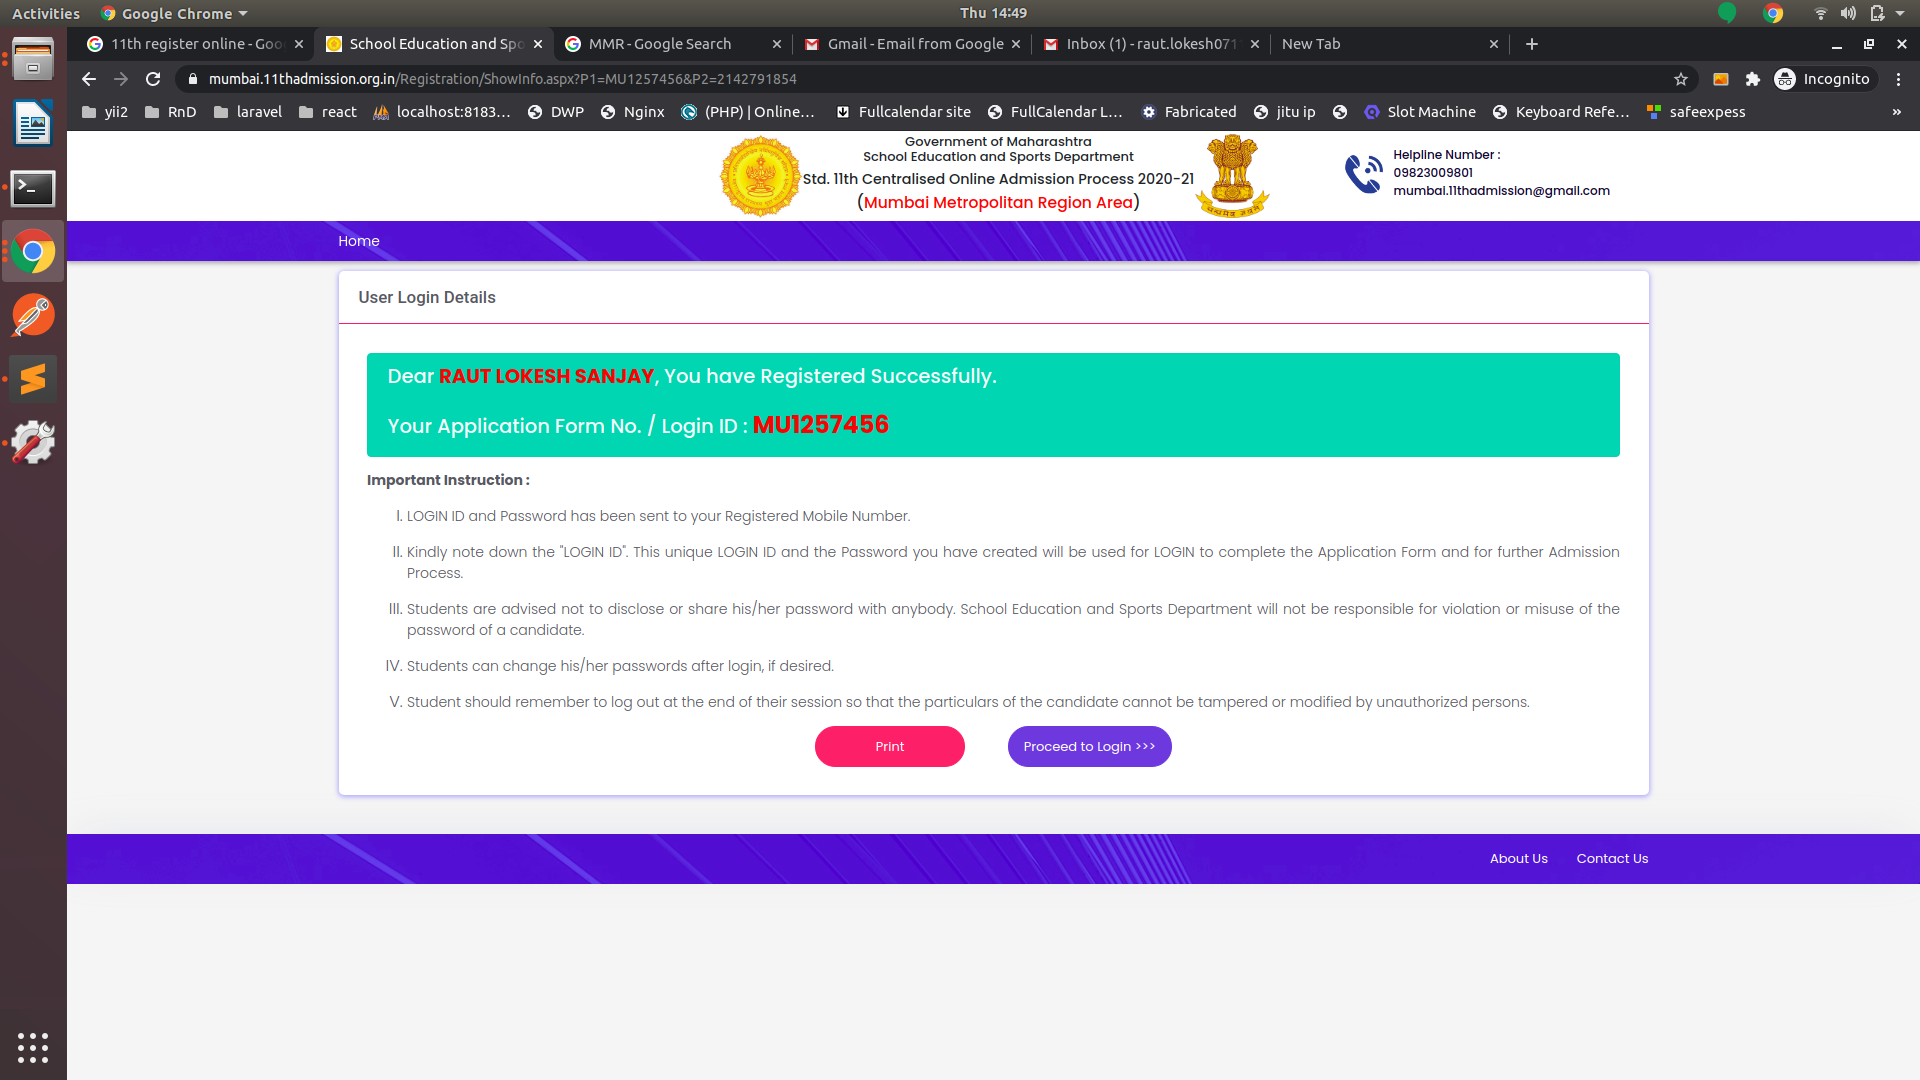 Activities Google Chrome Thu 14:49
11th register online - Goo School Education and Spo MMR - Google Search Gmail - Email from Google Inbox (1) - raut.lokesh071 New Tab
mumbai.11thadmission.org.in/Registration/ShowInfo.aspx?P1=MU1257456&P2=2142791854 Incognito
yii2 RnD laravel react localhost:8183... DWP Nginx (PHP) | Online... Fullcalendar site FullCalendar L... Fabricated jitu ip Slot Machine Keyboard Refe... safeexpess »
Government of Maharashtra
School Education and Sports Department
Std. 11th Centralised Online Admission Process 2020-21
(Mumbai Metropolitan Region Area)
Helpline Number :
09823009801
mumbai.11thadmission@gmail.com
Home
User Login Details
Dear RAUT LOKESH SANJAY, You have Registered Successfully.
Your Application Form No. / Login ID : MU1257456
Important Instruction :
I. LOGIN ID and Password has been sent to your Registered Mobile Number.
II. Kindly note down the "LOGIN ID". This unique LOGIN ID and the Password you have created will be used for LOGIN to complete the Application Form and for further Admission
Process.
III. Students are advised not to disclose or share his/her password with anybody. School Education and Sports Department will not be responsible for violation or misuse of the
password of a candidate.
IV. Students can change his/her passwords after login, if desired.
V. Student should remember to log out at the end of their session so that the particulars of the candidate cannot be tampered or modified by unauthorized persons.
Print Proceed to Login >>>
About Us Contact Us